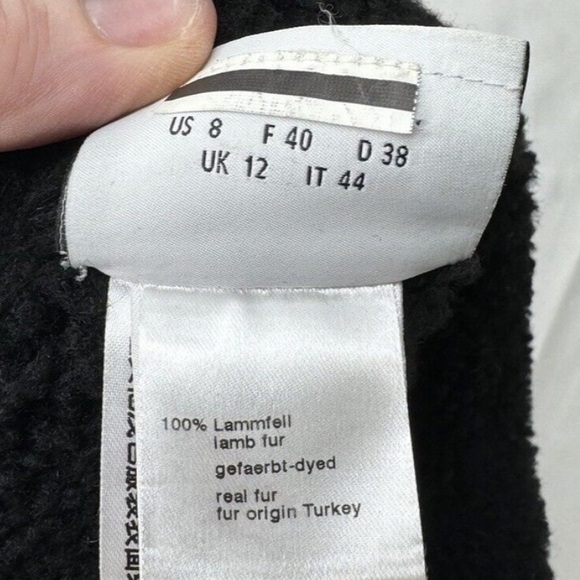 US 8 F 40 D 38
UK 12 IT 44
100% Lammfell
lamb fur
gefaerbt-dyed
real fur
fur origin Turkey